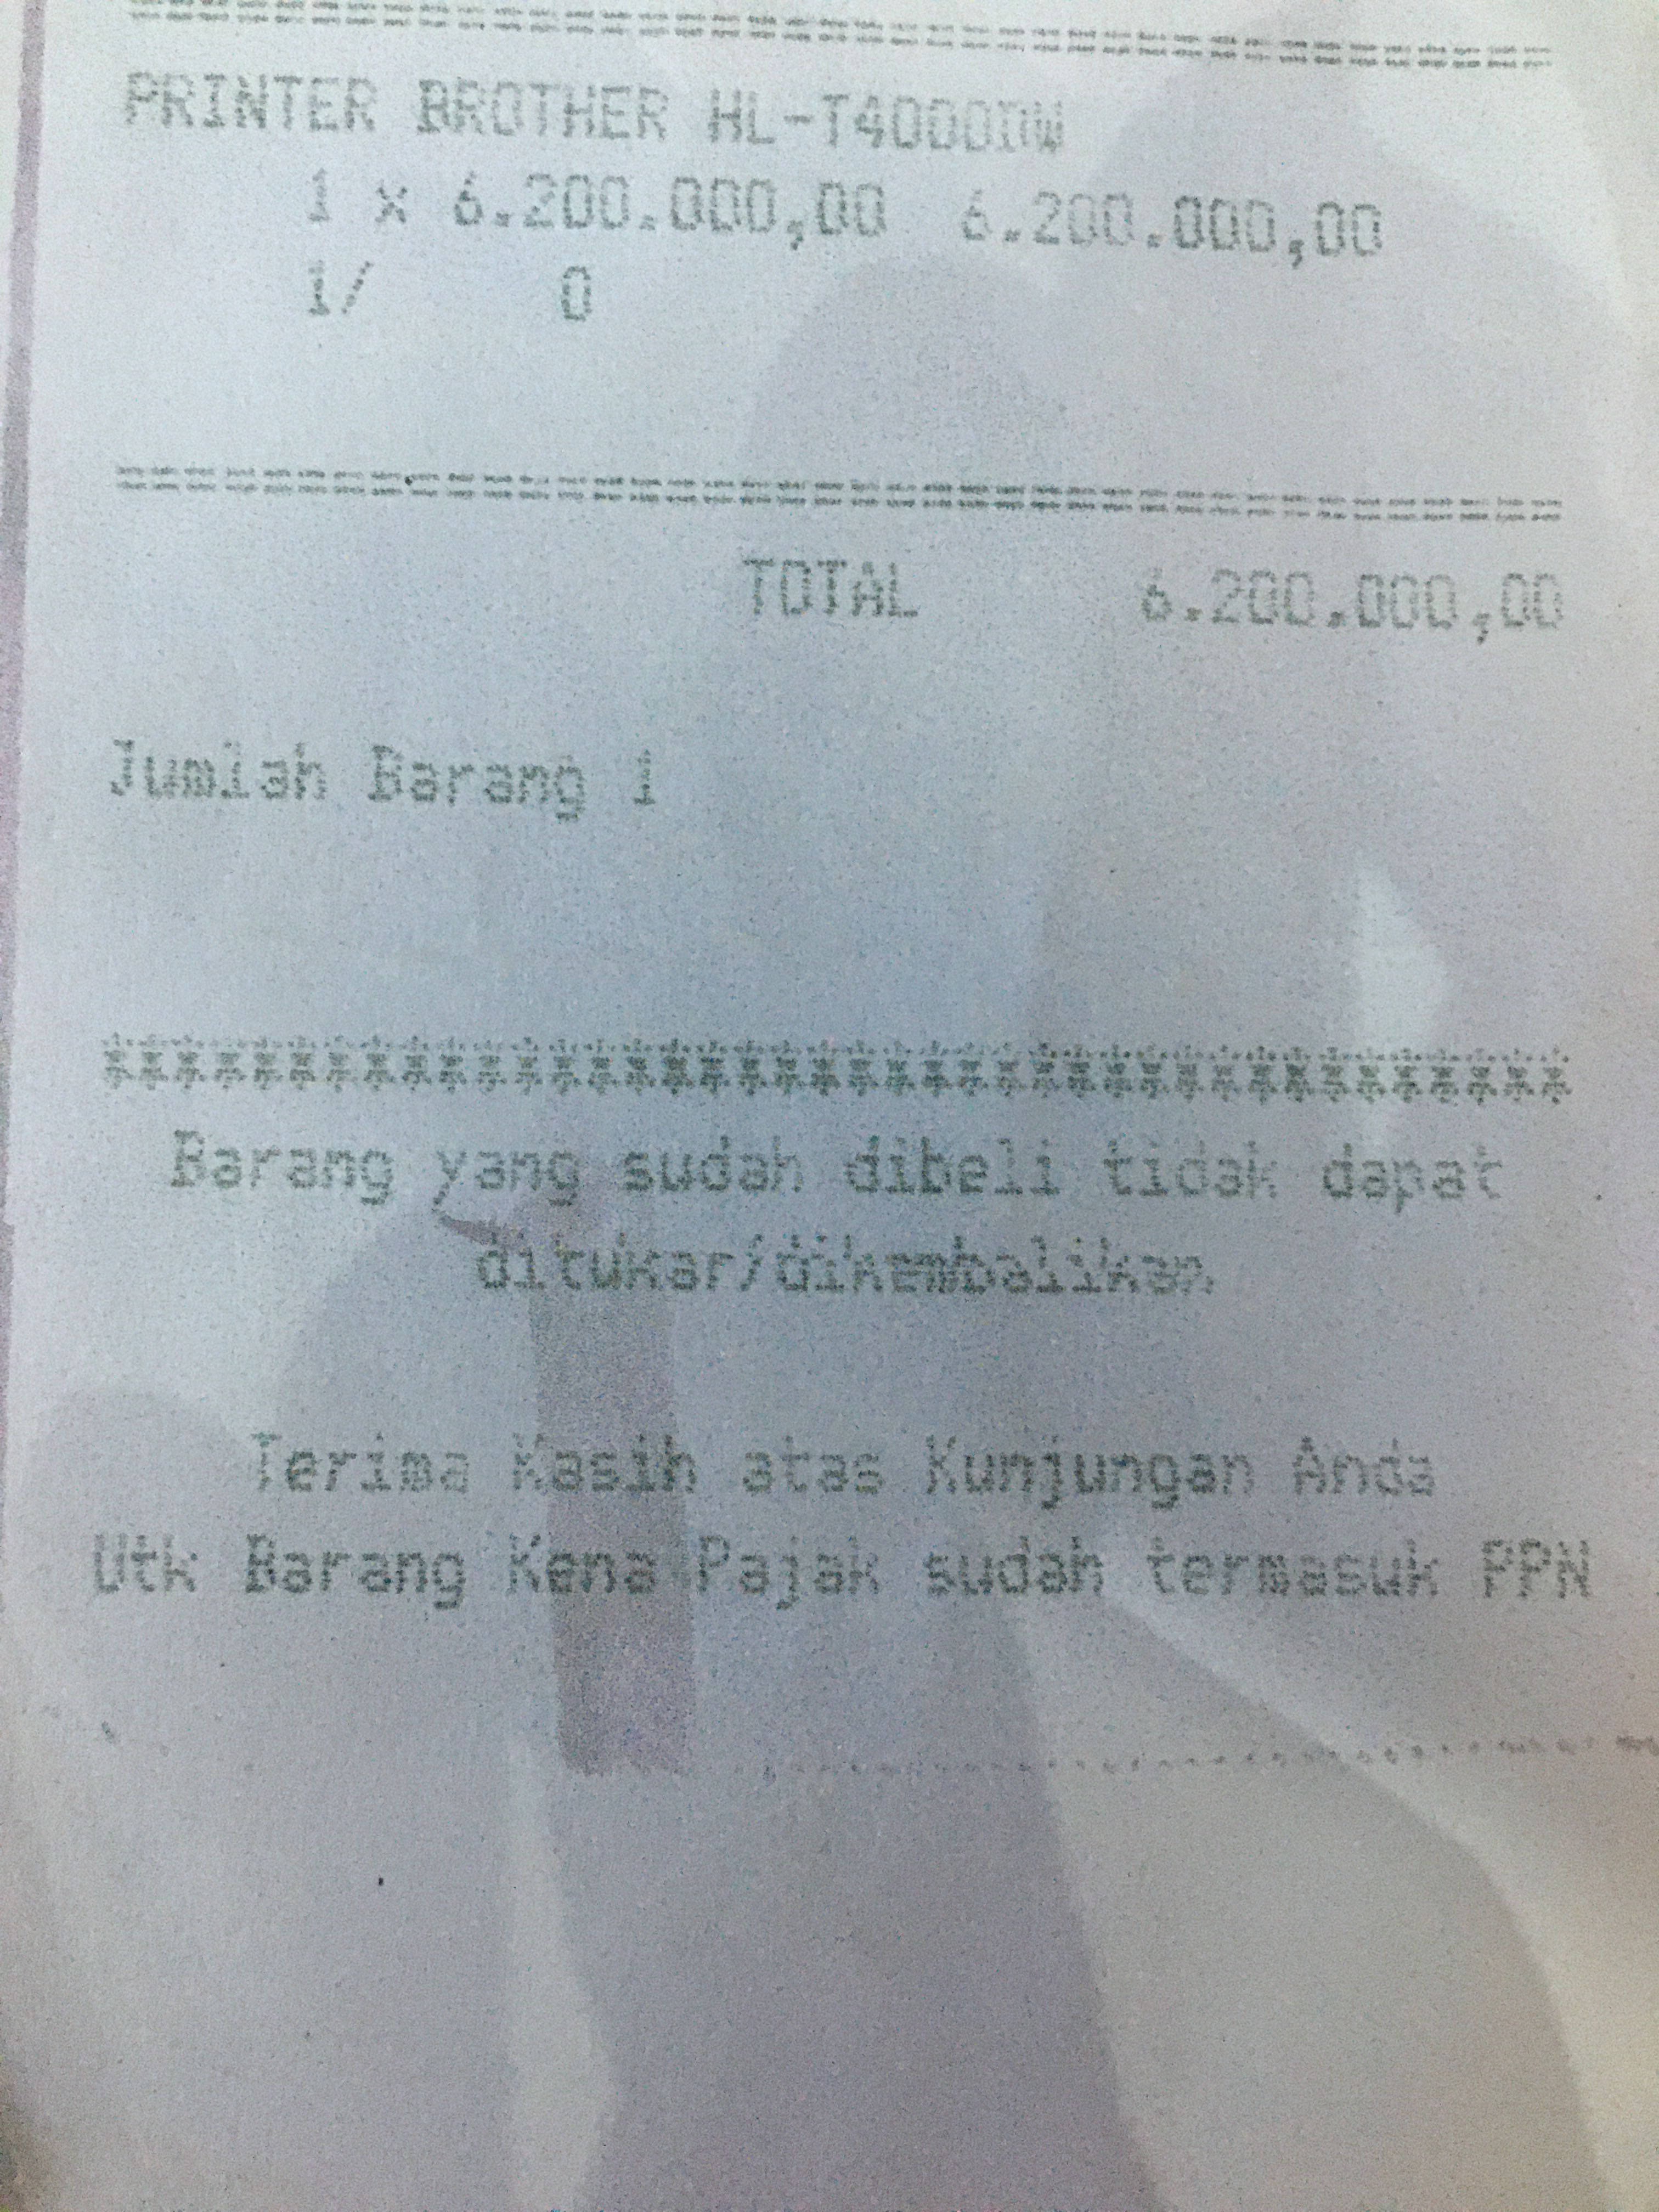 PRINTER BROTHER HL-T4000DW
1 x 6.200.000,00 6.200.000,00
1/ 0
TOTAL 6.200.000,00
Jumlah Barang 1
****************************************
Barang yang sudah dibeli tidak dapat
ditukar/dikembalikan
Terima Kasih atas Kunjungan Anda
Utk Barang Kena Pajak sudah termasuk PPN